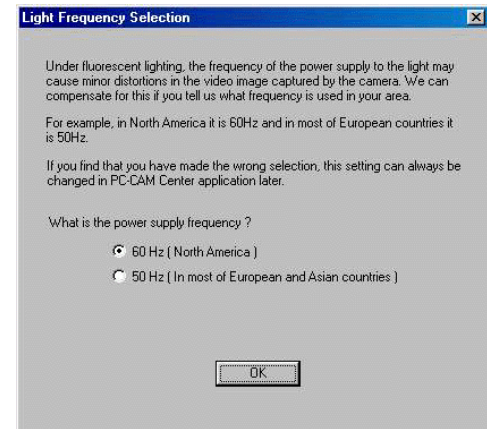 Light Frequency Selection
Under fluorescent lighting, the frequency of the power supply to the light may
cause minor distortions in the video image captured by the camera. We can
compensate for this if you tell us what frequency is used in your area.
For example, in North America it is 60Hz and in most of European countries it
is 50Hz.
If you find that you have made the wrong selection, this setting can always be
changed in PC-CAM Center application later.
What is the power supply frequency ?
60 Hz ( North America )
50 Hz ( In most of European and Asian countries )
OK